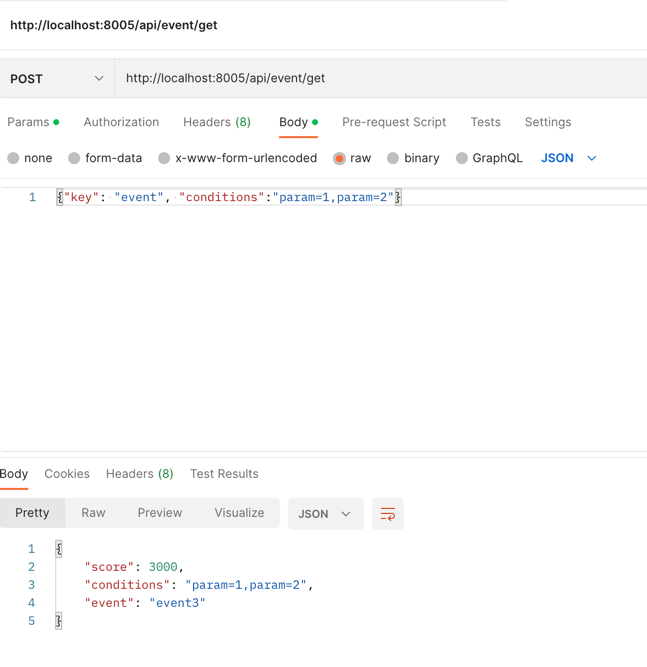 http://localhost:8005/api/event/get
POST http://localhost:8005/api/event/get
Params Authorization Headers (8) Body Pre-request Script Tests Settings
none form-data x-www-form-urlencoded raw binary GraphQL JSON
1 {"key": "event", "conditions":"param=1,param=2"}
Body Cookies Headers (8) Test Results
Pretty Raw Preview Visualize JSON
1 {
2 "score": 3000,
3 "conditions": "param=1,param=2",
4 "event": "event3"
5 }